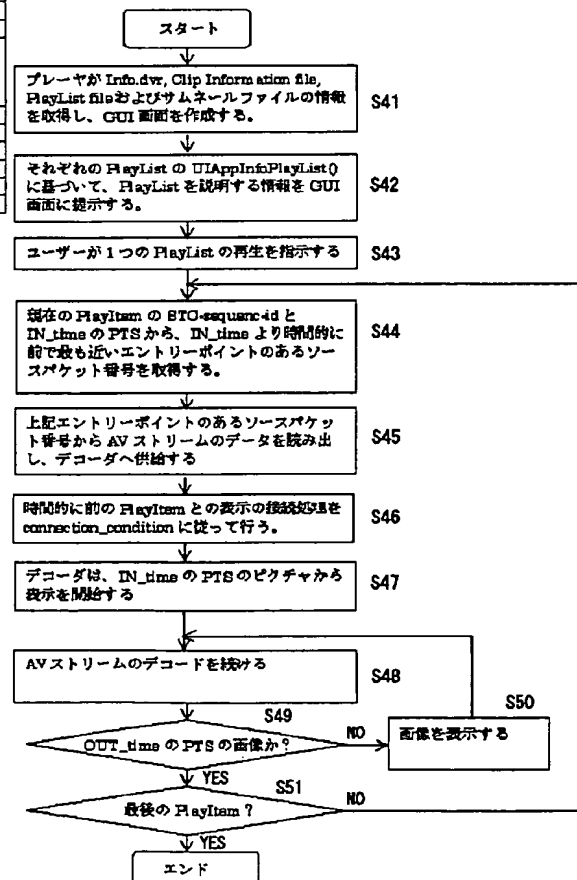 スタート
プレーヤが Info.dvr, Clip Information file,
PlayList fileおよびサムネールファイルの情報
を取得し、GUI 画面を作成する。
S41
それぞれの PlayList の UIAppInfoPlayList()
に基づいて、PlayList を説明する情報を GUI
画面に提示する。
S42
ユーザーが 1 つの PlayList の再生を指示する
S43
現在の PlayItem の STC-sequence-id と
IN_time の PTS から、IN_time より時間的に
前で最も近いエントリーポイントのあるソー
スパケット番号を取得する。
S44
上記エントリーポイントのあるソースパケッ
ト番号から AV ストリームのデータを読み出
し、デコーダへ供給する
S45
時間的に前の PlayItem との表示の接続処理を
connection_condition に従って行う。
S46
デコーダは、IN_time の PTS のピクチャから
表示を開始する
S47
AV ストリームのデコードを続ける
S48
S49
OUT_time の PTS の画像か?
NO
S50
画像を表示する
YES
S51
最後の PlayItem ?
NO
YES
エンド